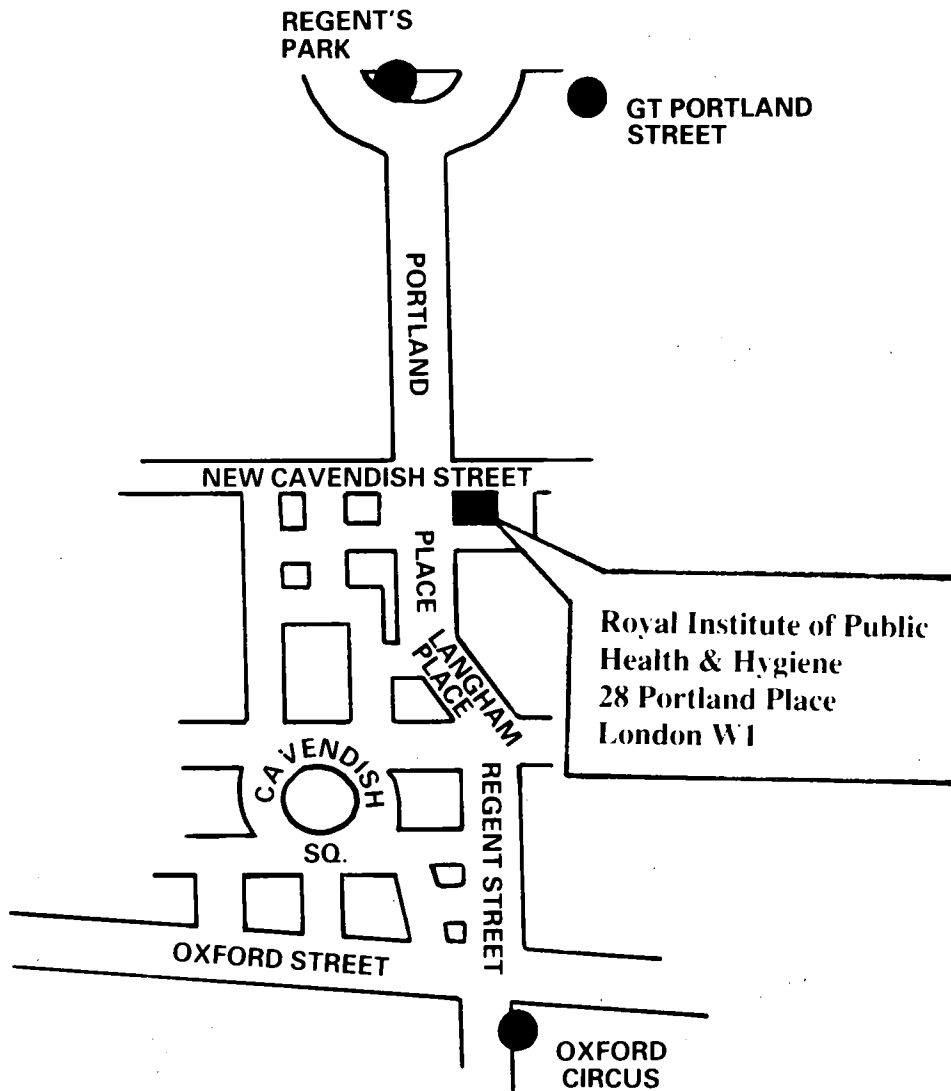 REGENT'S
PARK
GT PORTLAND
STREET
PORTLAND
NEW CAVENDISH STREET
PLACE
LANGHAM
PLACE
Royal Institute of Public
Health & Hygiene
28 Portland Place
London W1
CAVENDISH
SQ.
REGENT STREET
OXFORD STREET
OXFORD
CIRCUS